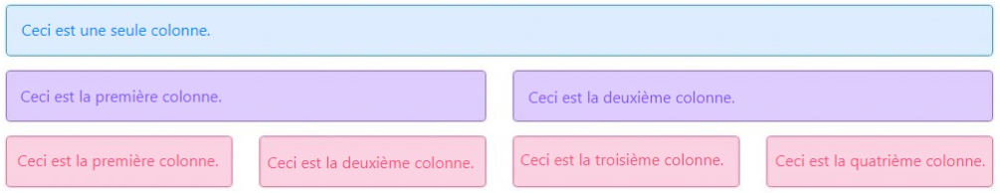 Ceci est une seule colonne.
Ceci est la première colonne.
Ceci est la deuxième colonne.
Ceci est la première colonne.
Ceci est la deuxième colonne.
Ceci est la troisième colonne.
Ceci est la quatrième colonne.